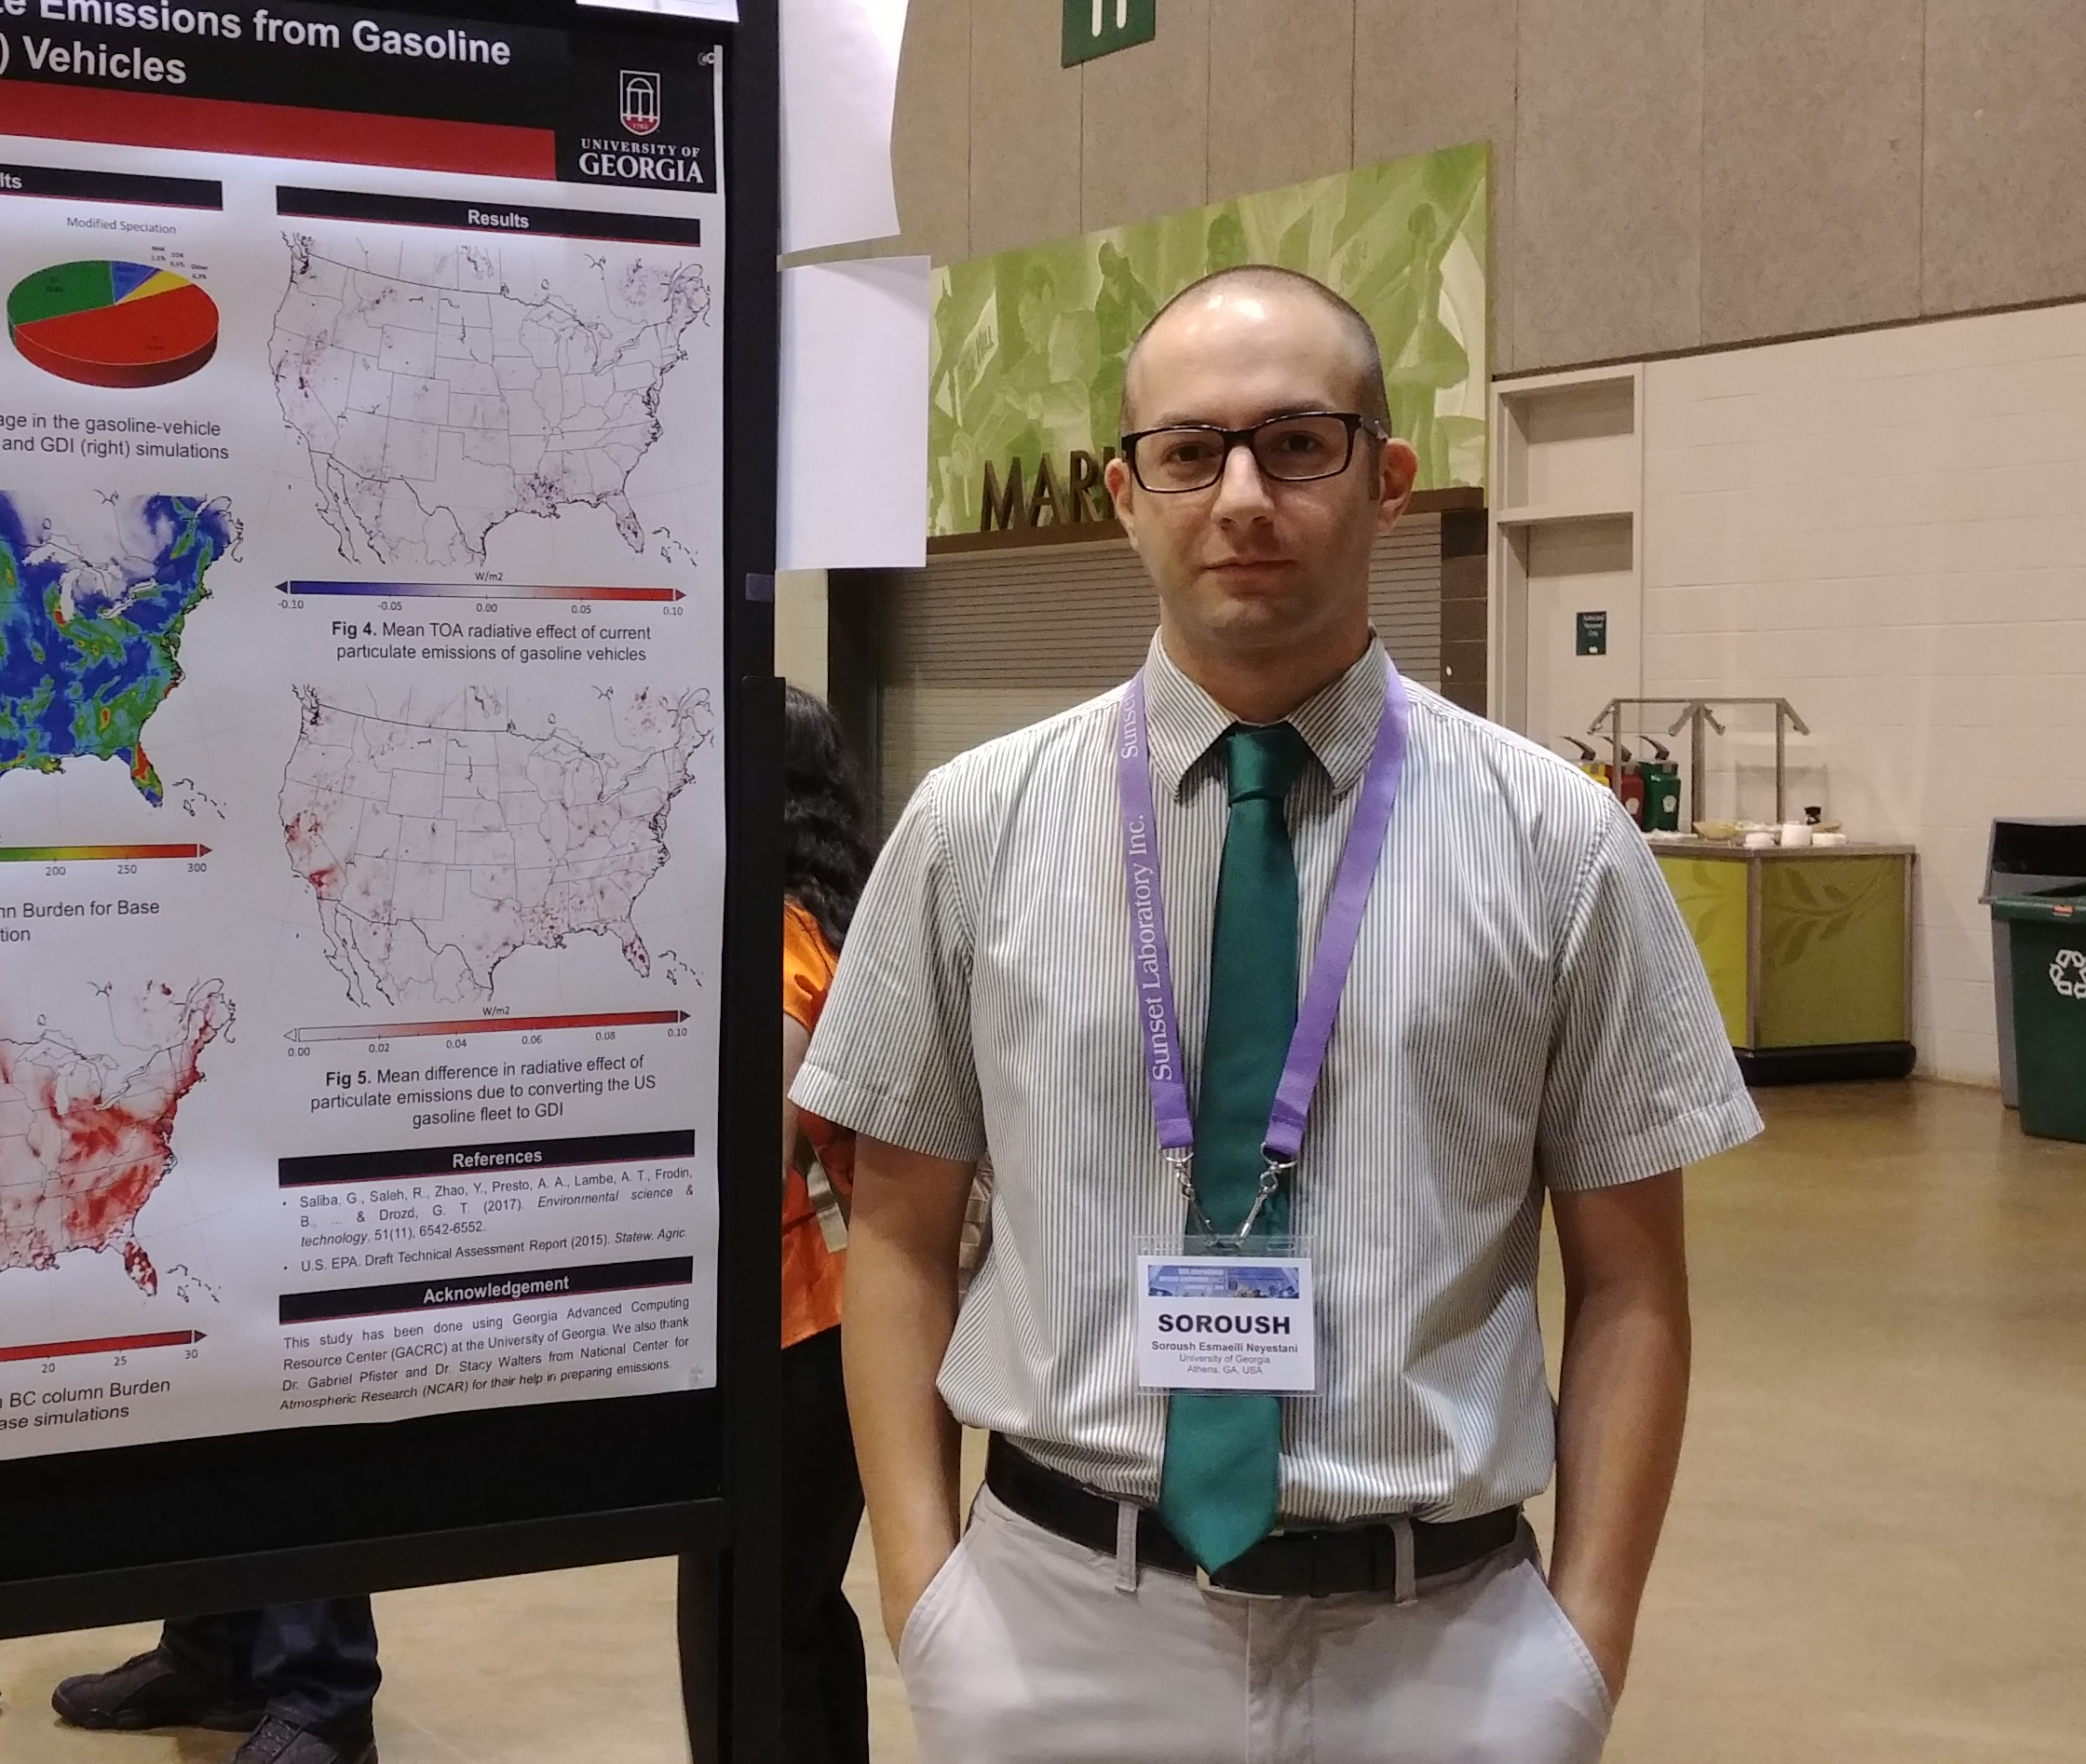 te Emissions from Gasoline
) Vehicles
UNIVERSITY OF
GEORGIA
1785
lts
Modified Speciation
Other
age in the gasoline-vehicle
and GDI (right) simulations
200 250 300
mn Burden for Base
tion
20 25 30
BC column Burden
ase simulations
Results
W/m2
-0.10 -0.05 0.00 0.05 0.10
Fig 4. Mean TOA radiative effect of current
particulate emissions of gasoline vehicles
W/m2
0.00 0.02 0.04 0.06 0.08 0.10
Fig 5. Mean difference in radiative effect of
particulate emissions due to converting the US
gasoline fleet to GDI
References
• Saliba, G., Saleh, R., Zhao, Y., Presto, A. A., Lambe, A. T., Frodin,
B., ... & Drozd, G. T. (2017). Environmental science &
technology, 51(11), 6542-6552.
• U.S. EPA. Draft Technical Assessment Report (2015). Statew. Agric.
Acknowledgement
This study has been done using Georgia Advanced Computing
Resource Center (GACRC) at the University of Georgia. We also thank
Dr. Gabriel Pfister and Dr. Stacy Walters from National Center for
Atmospheric Research (NCAR) for their help in preparing emissions.
MAR
Authorized
Personnel
Only
Sunset
Sunset Laboratory Inc.
SOROUSH
Soroush Esmaeili Neyestani
University of Georgia
Athens, GA, USA